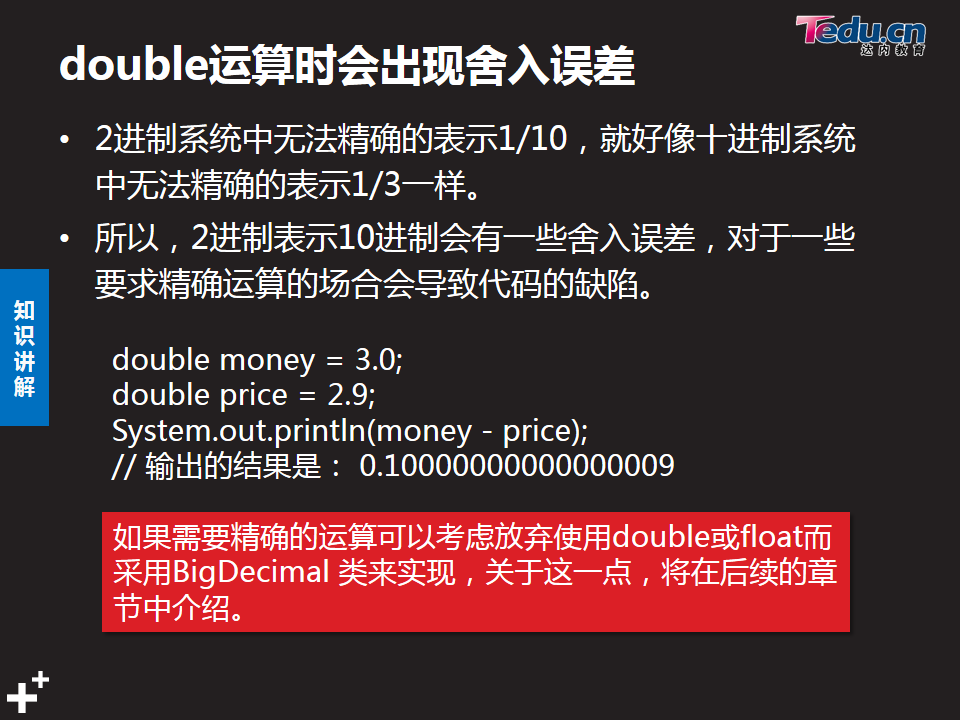 Tedu.cn
达内教育
double运算时会出现舍入误差
• 2进制系统中无法精确的表示1/10，就好像十进制系统
中无法精确的表示1/3一样。
• 所以，2进制表示10进制会有一些舍入误差，对于一些
要求精确运算的场合会导致代码的缺陷。
知识讲解
double money = 3.0;
double price = 2.9;
System.out.println(money - price);
// 输出的结果是： 0.10000000000000009
如果需要精确的运算可以考虑放弃使用double或float而
采用BigDecimal 类来实现，关于这一点，将在后续的章
节中介绍。